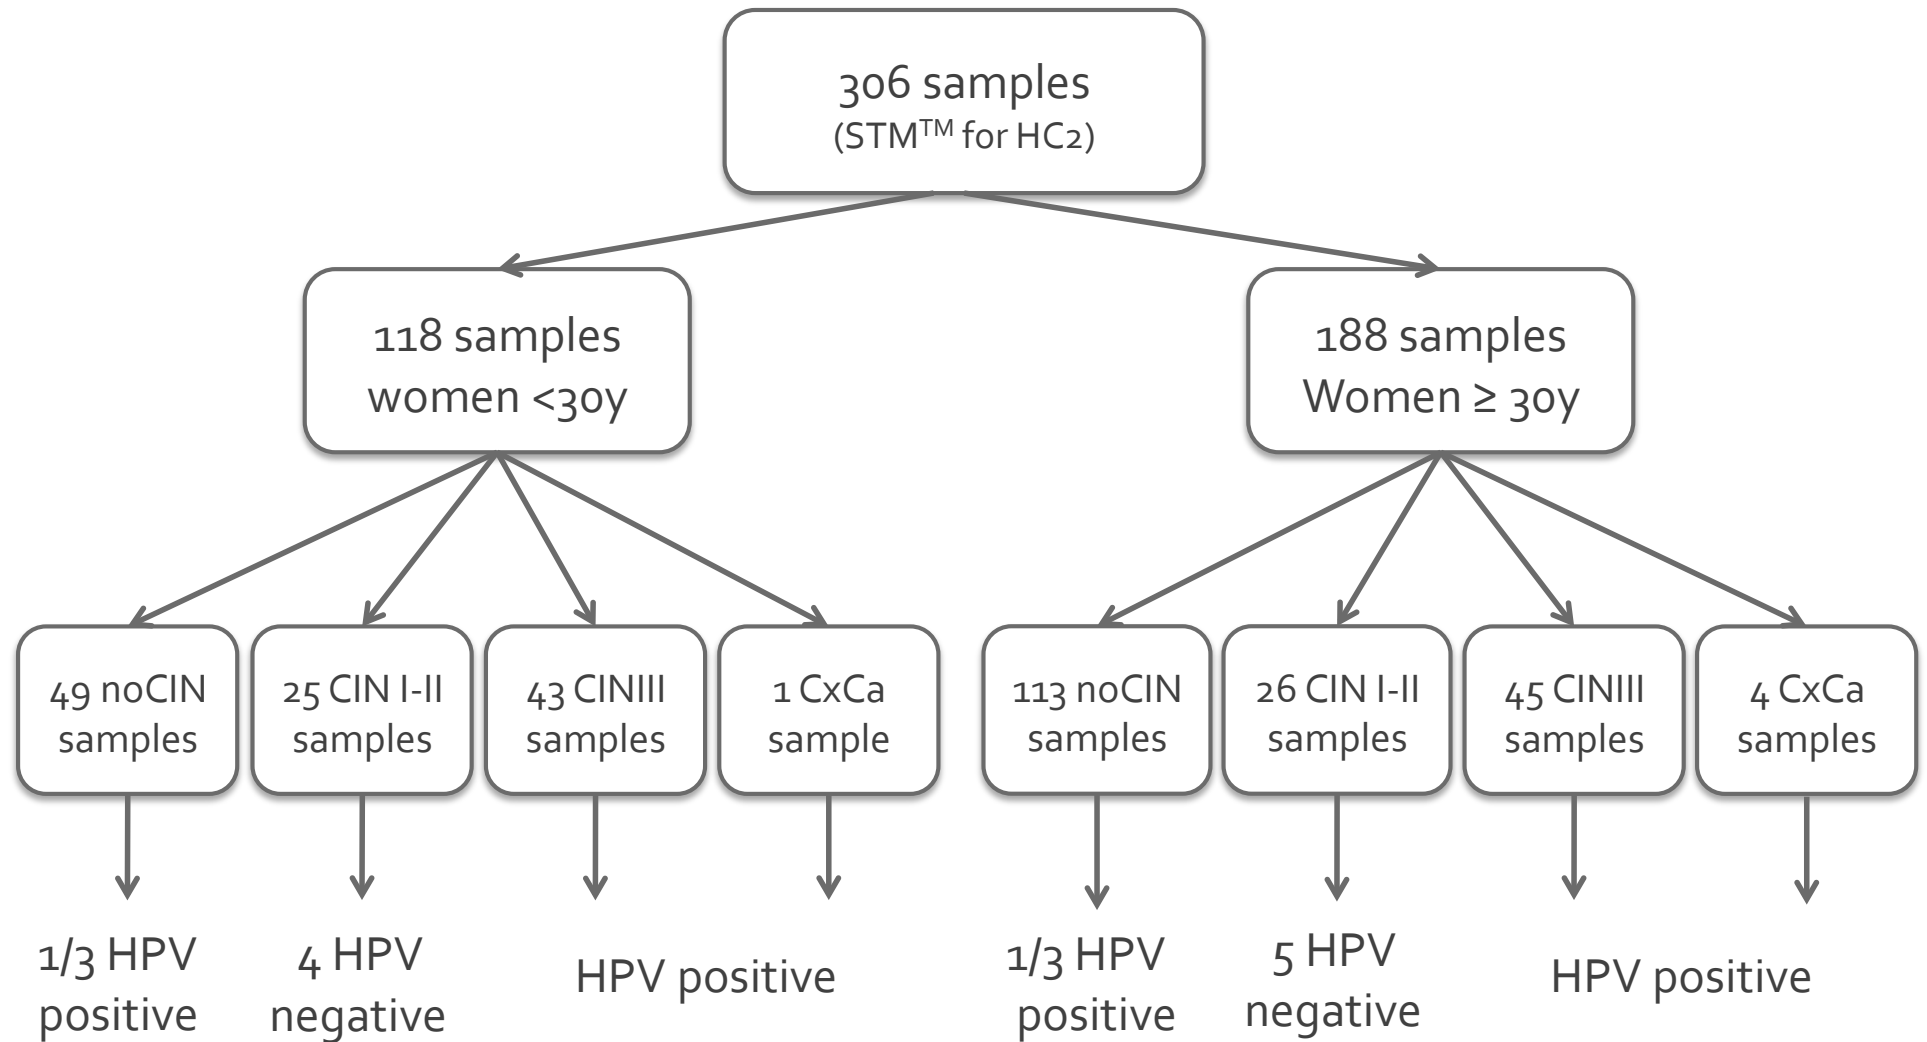 306 samples
(STM™ for HC2)
118 samples
women <30y
188 samples
Women ≥ 30y
49 noCIN
samples
25 CIN I-II
samples
43 CINIII
samples
1 CxCa
sample
113 noCIN
samples
26 CIN I-II
samples
45 CINIII
samples
4 CxCa
samples
1/3 HPV
positive
4 HPV
negative
HPV positive
1/3 HPV
positive
5 HPV
negative
HPV positive